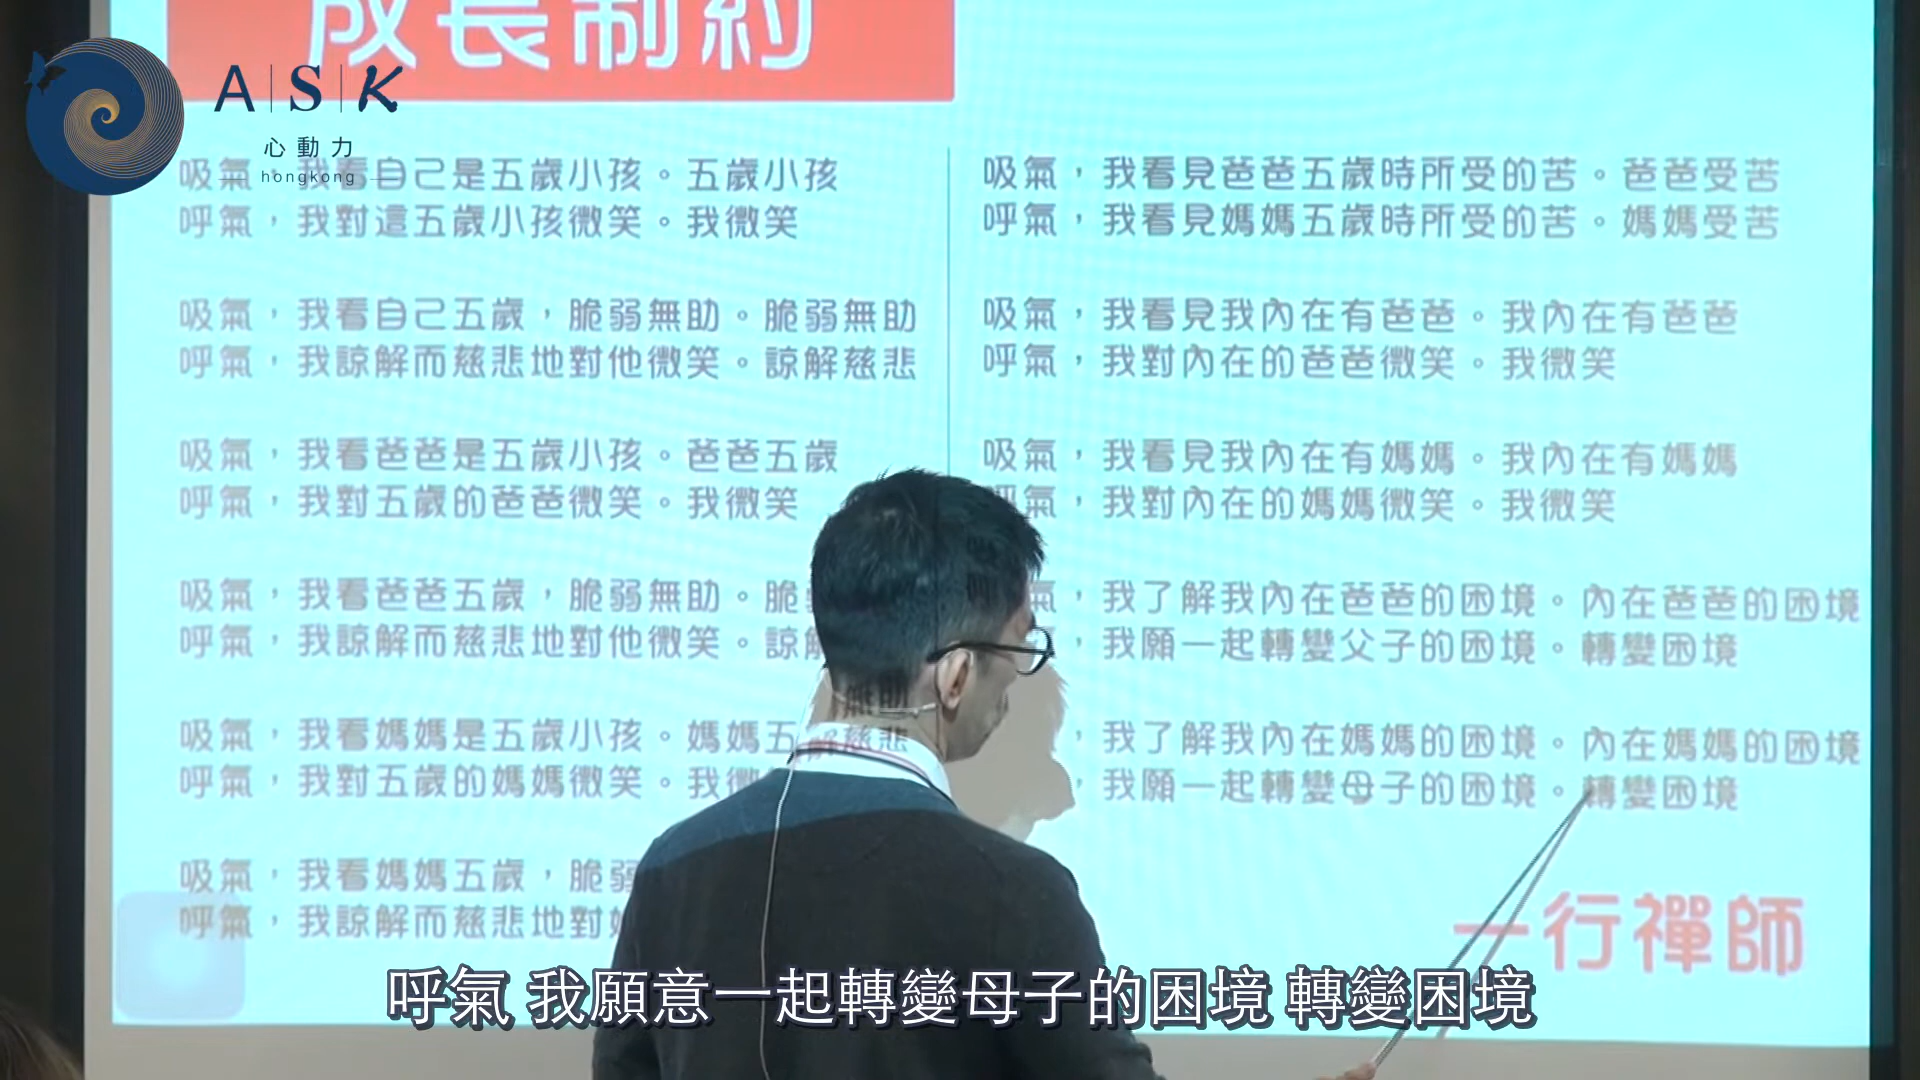 成長制約
A|S|K
心動力
hongkong
吸氣，我看自己是五歲小孩。五歲小孩
呼氣，我對這五歲小孩微笑。我微笑
吸氣，我看自己五歲，脆弱無助。脆弱無助
呼氣，我諒解而慈悲地對他微笑。諒解慈悲
吸氣，我看爸爸是五歲小孩。爸爸五歲
呼氣，我對五歲的爸爸微笑。我微笑
吸氣，我看爸爸五歲，脆弱無助。脆
呼氣，我諒解而慈悲地對他微笑。諒解慈悲
吸氣，我看媽媽是五歲小孩。媽媽五
呼氣，我對五歲的媽媽微笑。我微
吸氣，我看媽媽五歲，脆弱
呼氣，我諒解而慈悲地對她
吸氣，我看見爸爸五歲時所受的苦。爸爸受苦
呼氣，我看見媽媽五歲時所受的苦。媽媽受苦
吸氣，我看見我內在有爸爸。我內在有爸爸
呼氣，我對內在的爸爸微笑。我微笑
吸氣，我看見我內在有媽媽。我內在有媽媽
呼氣，我對內在的媽媽微笑。我微笑
氣，我了解我內在爸爸的困境。內在爸爸的困境
，我願一起轉變父子的困境。轉變困境
，我了解我內在媽媽的困境。內在媽媽的困境
，我願一起轉變母子的困境。轉變困境
一行禪師
呼氣 我願意一起轉變母子的困境 轉變困境